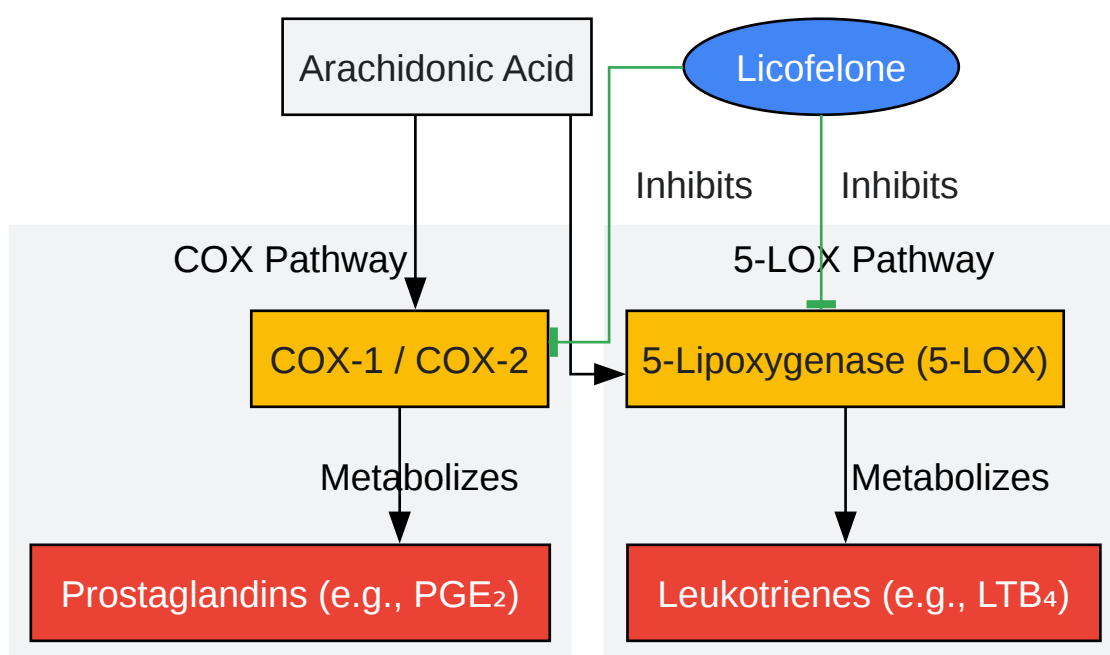 Arachidonic Acid
Licofelone
Inhibits
Inhibits
COX Pathway
5-LOX Pathway
COX-1 / COX-2
5-Lipoxygenase (5-LOX)
Metabolizes
Metabolizes
Prostaglandins (e.g., PGE₂)
Leukotrienes (e.g., LTB₄)